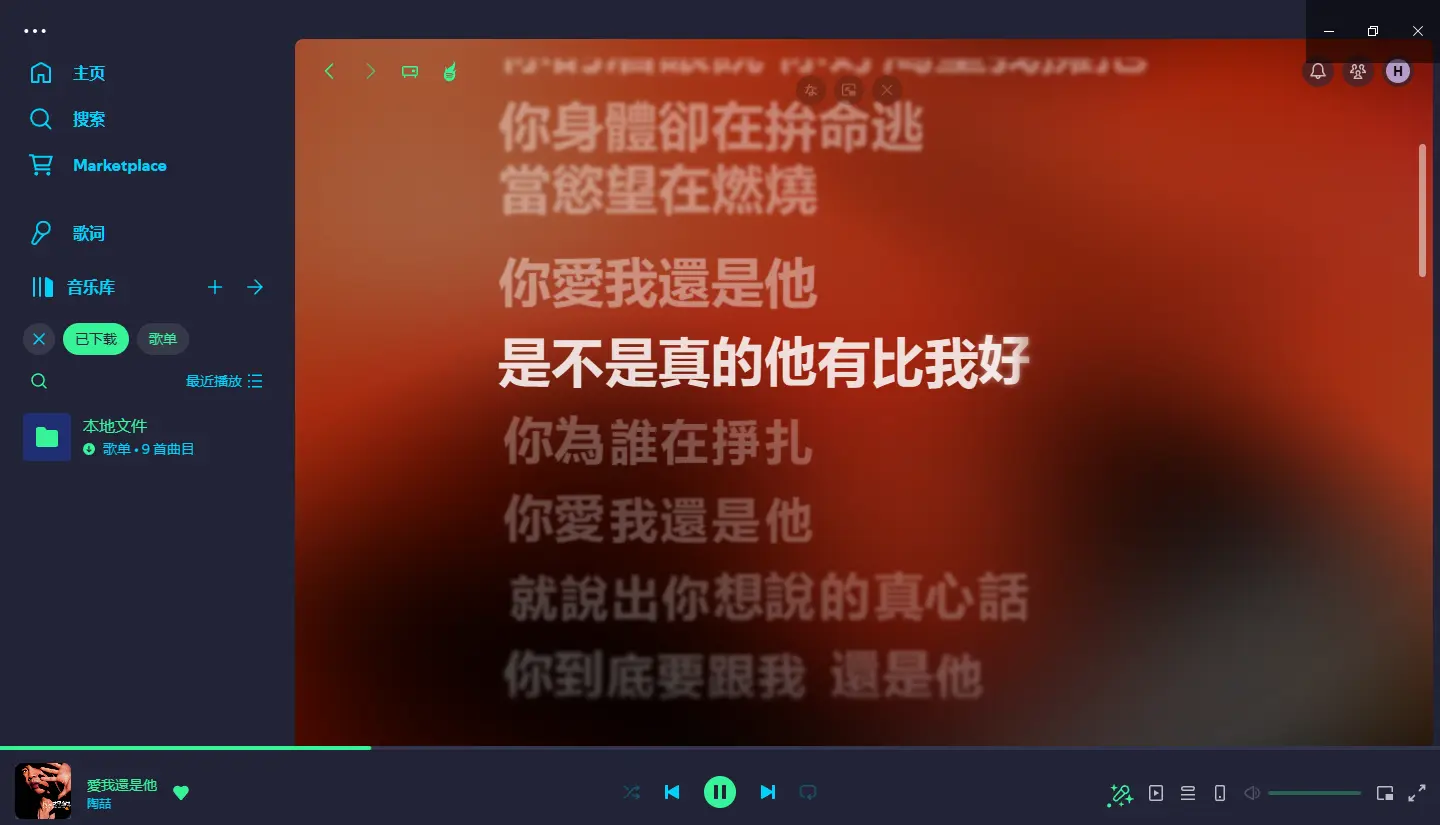 主页
搜索
Marketplace
歌词
音乐库
已下载
歌单
最近播放
本地文件
歌单 • 9 首曲目
H
你身體卻在拚命逃
當慾望在燃燒
你愛我還是他
是不是真的他有比我好
你為誰在掙扎
你愛我還是他
就說出你想說的真心話
你到底要跟我 還是他
愛我還是他
陶喆